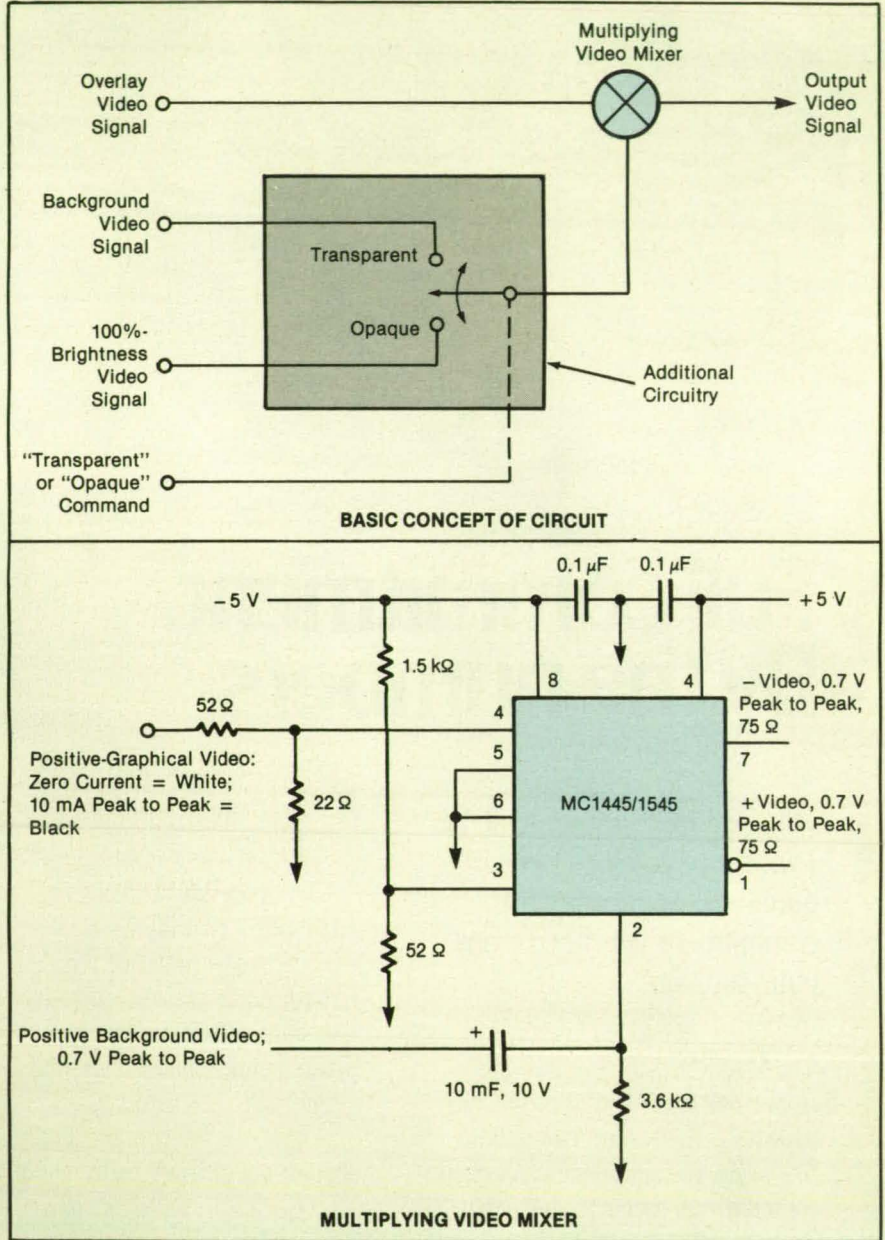 Multiplying
Video Mixer
Overlay
Video
Signal
Output
Video
Signal
Background
Video
Signal
Transparent
Opaque
100%-
Brightness
Video
Signal
Additional
Circuitry
"Transparent"
or "Opaque"
Command
BASIC CONCEPT OF CIRCUIT
0.1 µF
0.1 µF
– 5 V
+ 5 V
1.5 kΩ
8
4
52 Ω
4
– Video, 0.7 V
Peak to Peak,
75 Ω
7
Positive-Graphical Video:
Zero Current = White;
10 mA Peak to Peak =
Black
22 Ω
5
6
MC1445/1545
+ Video, 0.7 V
Peak to Peak,
75 Ω
1
3
2
52 Ω
Positive Background Video;
0.7 V Peak to Peak
+
10 mF, 10 V
3.6 kΩ
MULTIPLYING VIDEO MIXER